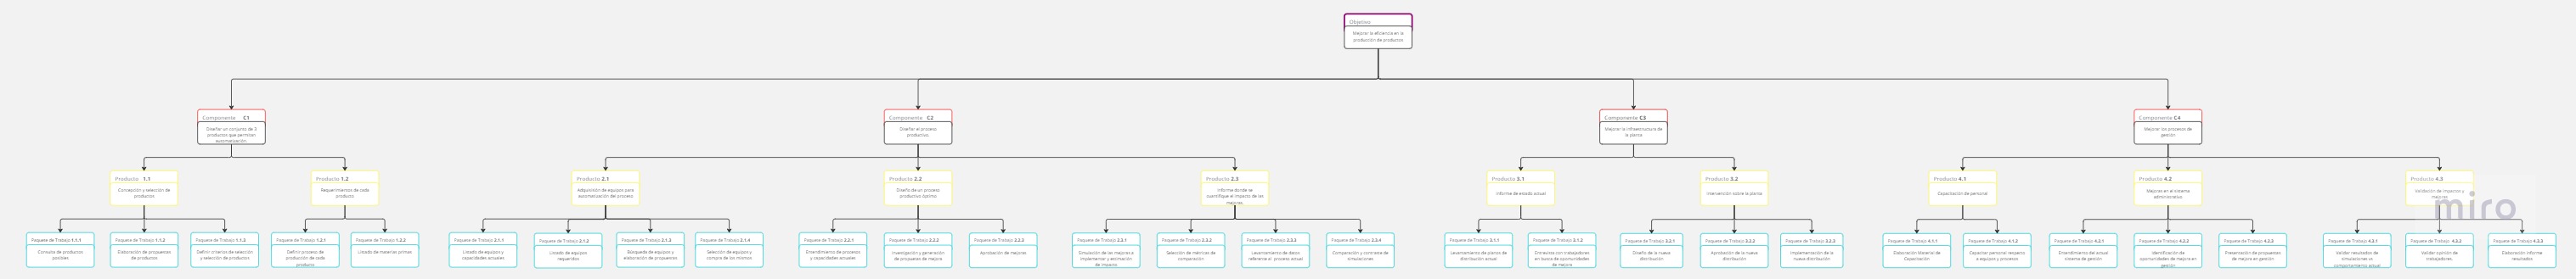 Objetivo
Mejorar la eficiencia en la
producción de productos
Componente C1
Diseñar un conjunto de 3
productos que permitan
automatización.
Componente C2
Diseñar el proceso
productivo
Componente C3
Mejorar la infraestructura de
la planta
Componente C4
Mejorar los procesos de
gestión
Producto 1.1
Concepción y selección de
productos
Producto 1.2
Requerimientos de cada
producto
Producto 2.1
Adquisición de equipos para
automatización del proceso
Producto 2.2
Diseño de un proceso
productivo óptimo
Producto 2.3
Informe donde se
cuantifique el impacto de las
mejoras
Producto 3.1
Informe de estado actual
Producto 3.2
Intervención sobre la planta
Producto 4.1
Capacitación de personal
Producto 4.2
Mejoras en el sistema
administrativo
Producto 4.3
Validación de impactos y
mejoras
miro
Paquete de Trabajo 1.1.1
Consulta de productos
posibles
Paquete de Trabajo 1.1.2
Elaboración de propuestas
de productos
Paquete de Trabajo 1.1.3
Definir criterios de selección
y selección de productos
Paquete de Trabajo 1.2.1
Definir proceso de
producción de cada
producto
Paquete de Trabajo 1.2.2
Listado de materias primas
Paquete de Trabajo 2.1.1
Listado de equipos y
capacidades actuales
Paquete de Trabajo 2.1.2
Listado de equipos
requeridos
Paquete de Trabajo 2.1.3
Búsqueda de equipos y
elaboración de propuestas
Paquete de Trabajo 2.1.4
Selección de equipos y
compra de los mismos
Paquete de Trabajo 2.2.1
Entendimiento de procesos
y capacidades actuales
Paquete de Trabajo 2.2.2
Investigación y generación
de propuestas de mejora
Paquete de Trabajo 2.2.3
Aprobación de mejoras
Paquete de Trabajo 2.3.1
Simulación de las mejoras a
implementar y estimación
de impacto
Paquete de Trabajo 2.3.2
Selección de métricas de
comparación
Paquete de Trabajo 2.3.3
Levantamiento de datos
referente al proceso actual
Paquete de Trabajo 2.3.4
Comparación y contraste de
simulaciones
Paquete de Trabajo 3.1.1
Levantamiento de planos de
distribución actual
Paquete de Trabajo 3.1.2
Entrevistas con trabajadores
en busca de oportunidades
de mejora
Paquete de Trabajo 3.2.1
Diseño de la nueva
distribución
Paquete de Trabajo 3.2.2
Aprobación de la nueva
distribución
Paquete de Trabajo 3.2.3
Implementación de la
nueva distribución
Paquete de Trabajo 4.1.1
Elaboración Material de
Capacitación
Paquete de Trabajo 4.1.2
Capacitar personal respecto
a equipos y procesos
Paquete de Trabajo 4.2.1
Entendimiento del actual
sistema de gestión
Paquete de Trabajo 4.2.2
Identificación de
oportunidades de mejora en
gestión
Paquete de Trabajo 4.2.3
Presentación de propuestas
de mejora en gestión
Paquete de Trabajo 4.3.1
Validar resultados de
simulaciones vs
comportamiento actual
Paquete de Trabajo 4.3.2
Validar opinión de
trabajadores
Paquete de Trabajo 4.3.3
Elaboración informe
resultados